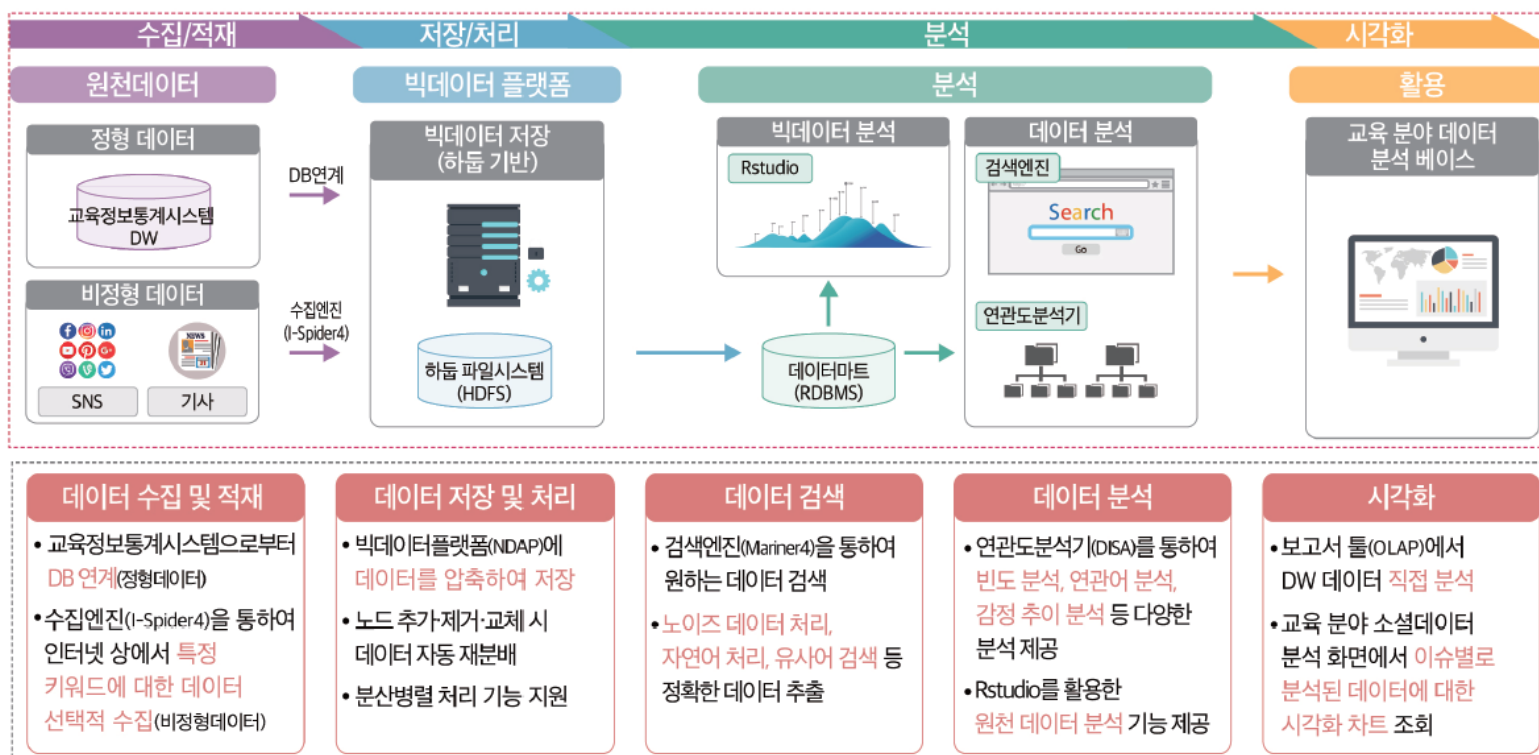 수집/적재
저장/처리
분석
시각화
원천데이터
빅데이터 플랫폼
분석
활용
정형 데이터
교육정보통계시스템
DW
DB연계
비정형 데이터
NEWS
SNS
기사
수집엔진
(I-Spider4)
빅데이터 저장
(하둡 기반)
하둡 파일시스템
(HDFS)
빅데이터 분석
Rstudio
데이터마트
(RDBMS)
데이터 분석
검색엔진
Search
Go
연관도분석기
교육 분야 데이터
분석 베이스
데이터 수집 및 적재
• 교육정보통계시스템으로부터
DB 연계(정형데이터)
• 수집엔진(I-Spider4)을 통하여
인터넷 상에서 특정
키워드에 대한 데이터
선택적 수집(비정형데이터)
데이터 저장 및 처리
• 빅데이터플랫폼(NDAP)에
데이터를 압축하여 저장
• 노드 추가·제거·교체 시
데이터 자동 재분배
• 분산병렬 처리 기능 지원
데이터 검색
• 검색엔진(Mariner4)을 통하여
원하는 데이터 검색
• 노이즈 데이터 처리,
자연어 처리, 유사어 검색 등
정확한 데이터 추출
데이터 분석
• 연관도분석기(DISA)를 통하여
빈도 분석, 연관어 분석,
감정 추이 분석 등 다양한
분석 제공
• Rstudio를 활용한
원천 데이터 분석 기능 제공
시각화
• 보고서 툴(OLAP)에서
DW 데이터 직접 분석
• 교육 분야 소셜데이터
분석 화면에서 이슈별로
분석된 데이터에 대한
시각화 차트 조회